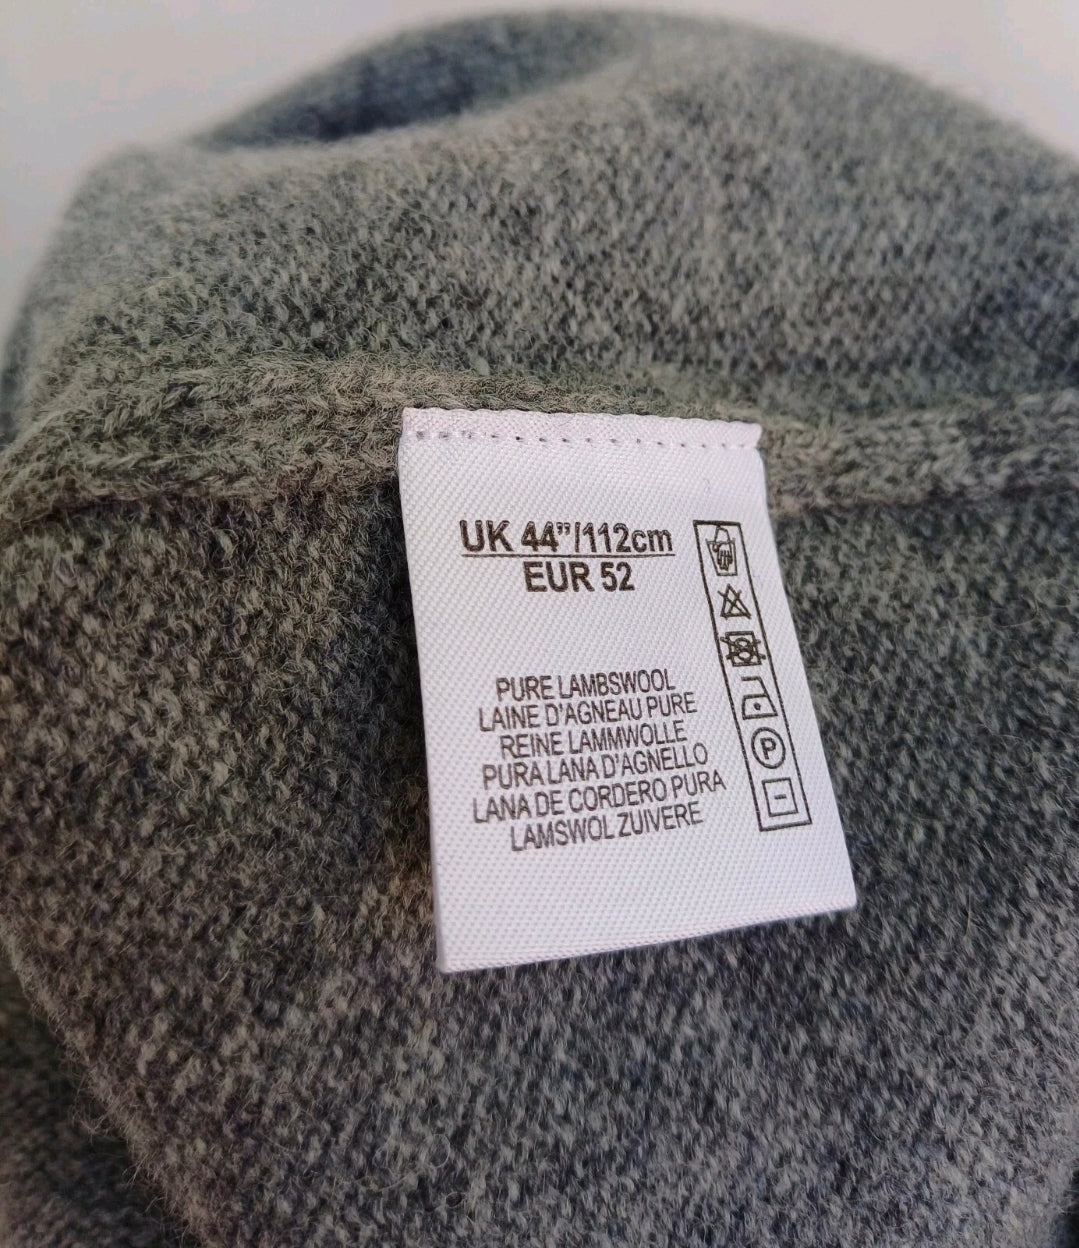 UK 44”/112cm
EUR 52
PURE LAMBSWOOL
LAINE D'AGNEAU PURE
REINE LAMMWOLLE
PURA LANA D'AGNELLO
LANA DE CORDERO PURA
LAMSWOL ZUIVERE
P